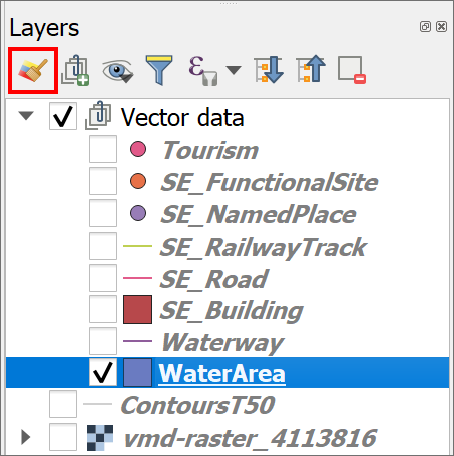 Layers
Vector data
Tourism
SE_FunctionalSite
SE_NamedPlace
SE_RailwayTrack
SE_Road
SE_Building
Waterway
WaterArea
ContoursT50
vmd-raster_4113816